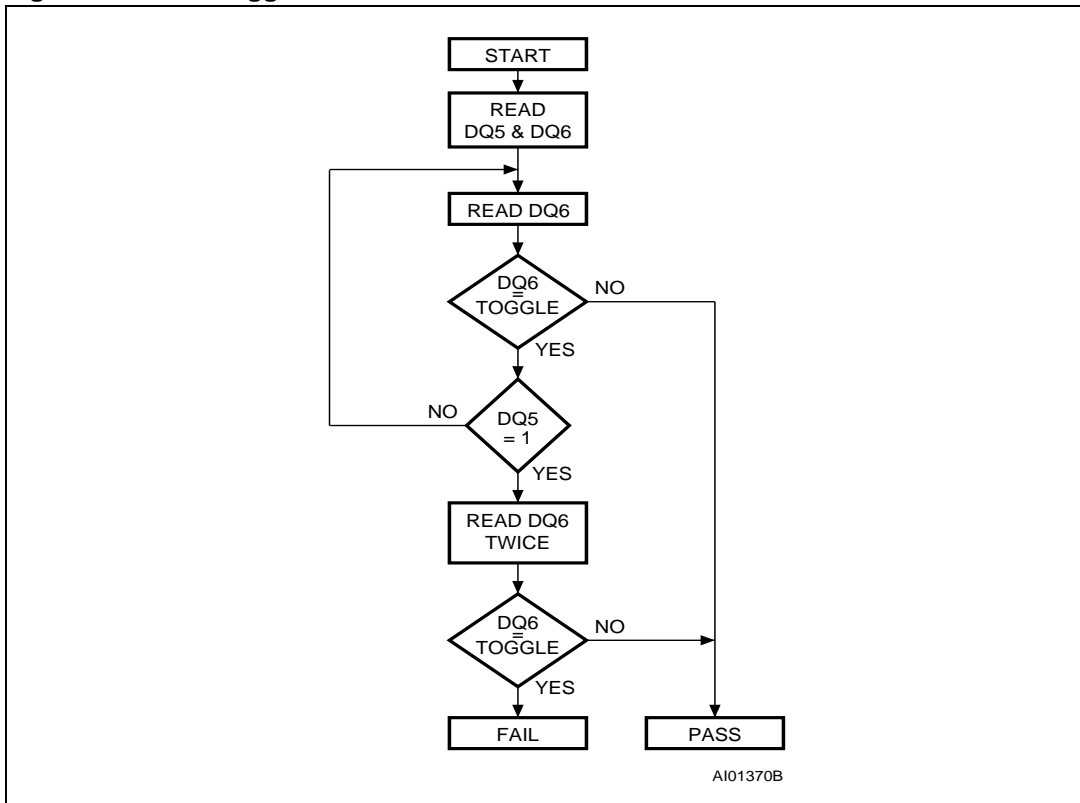 START
READ
DQ5 & DQ6
READ DQ6
DQ6
=
TOGGLE
NO
YES
NO
DQ5
= 1
YES
READ DQ6
TWICE
DQ6
=
TOGGLE
NO
YES
FAIL
PASS
AI01370B